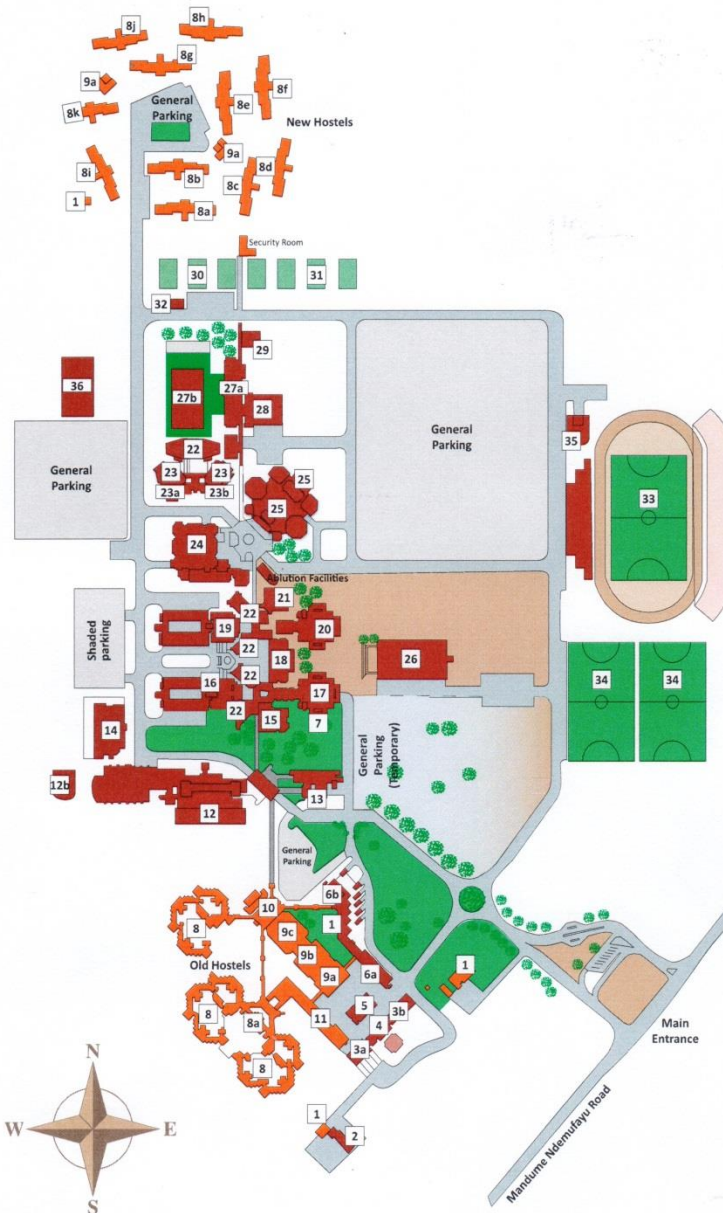 8j
8h
8g
9a
8f
8e
8k
General
Parking
New Hostels
9a
8d
8i
8b
8c
1
8a
Security Room
30
31
32
29
27a
36
27b
28
General
Parking
22
35
General
Parking
23
23
25
33
23a
23b
25
24
Ablution Facilities
21
22
19
20
Shaded
parking
22
18
26
22
16
17
34
34
22
15
7
14
General
Parking
(Temporary)
12b
13
12
General
Parking
6b
10
8
9c
1
9b
Old Hostels
9a
6a
1
5
3b
8
8a
11
4
3a
8
Main
Entrance
N
W
E
S
1
2
Mandume Ndemufayu Road